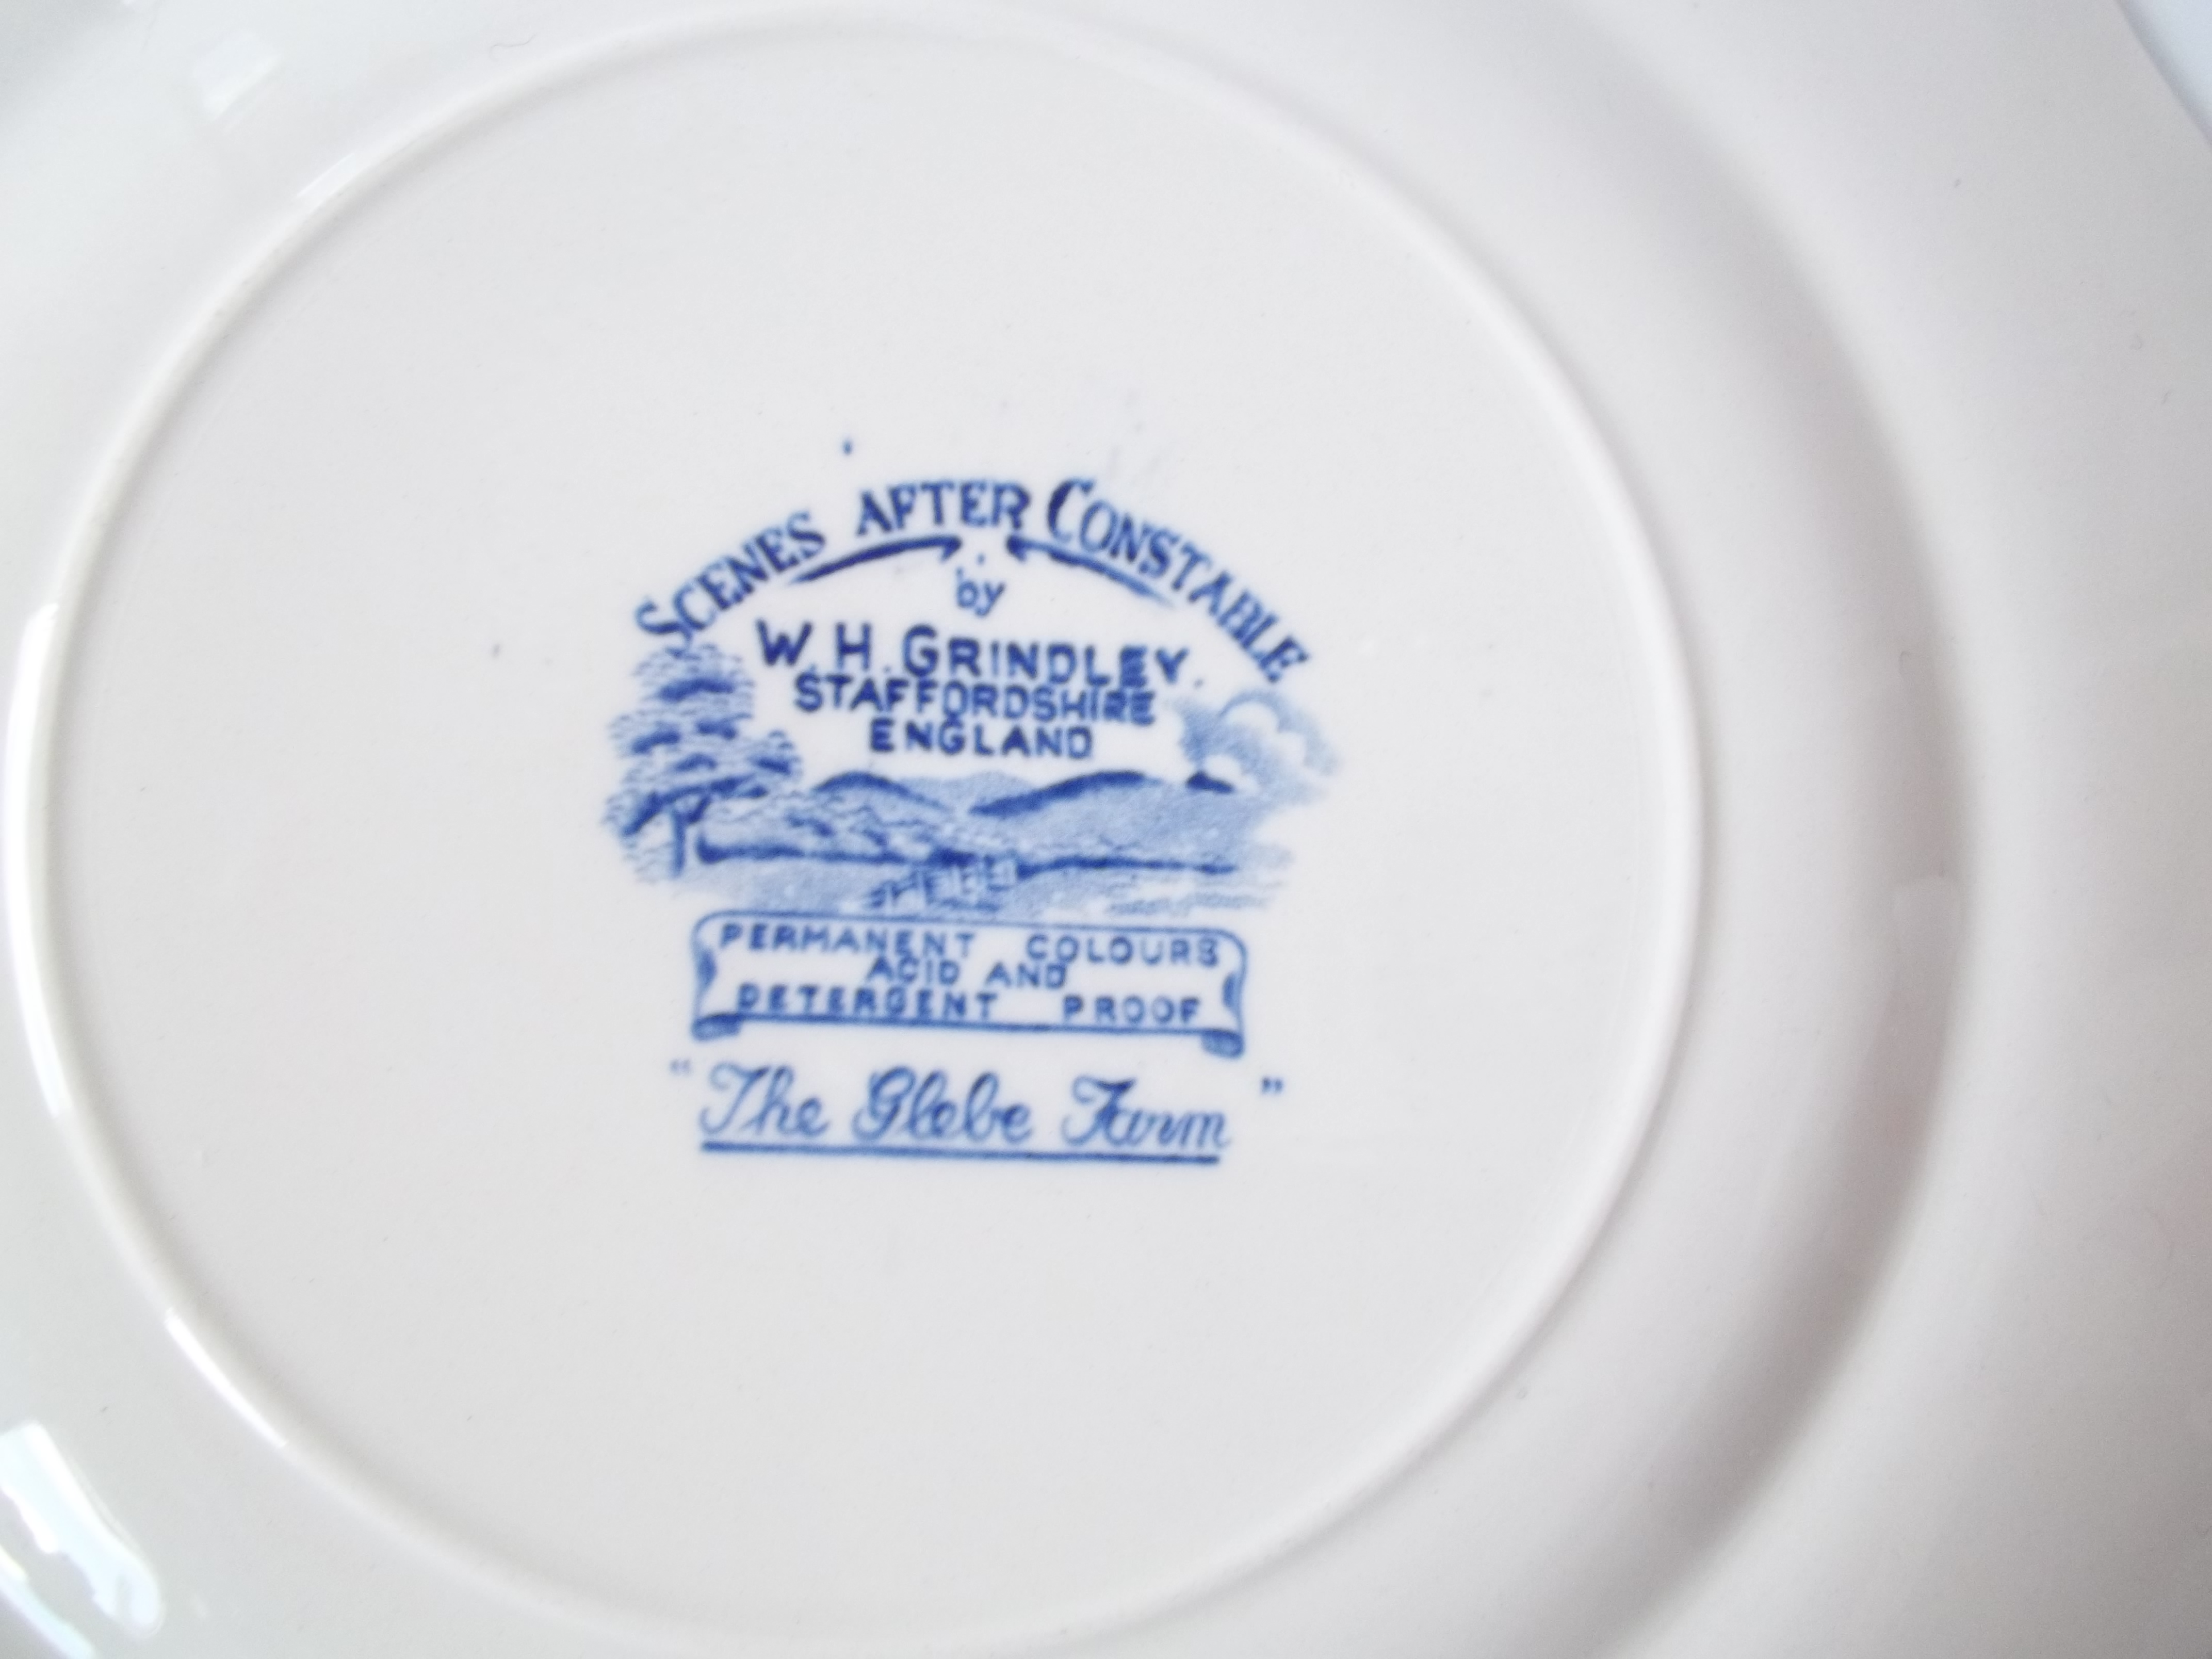 SCENES AFTER CONSTABLE
by
W.H.GRINDLEY.
STAFFORDSHIRE
ENGLAND
PERMANENT COLOURS
ACID AND
DETERGENT PROOF
"The Glebe Farm"